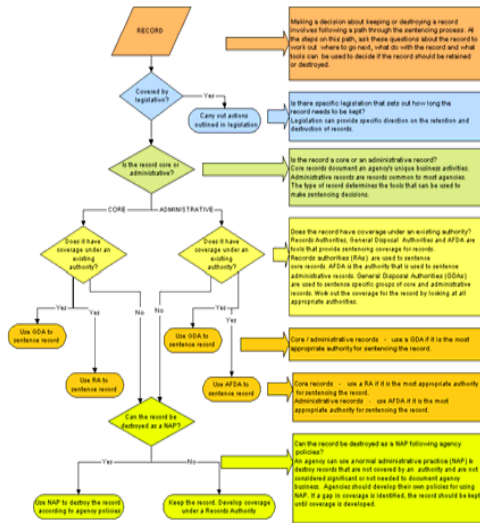 RECORD
Making a decision about keeping or destroying a record
involves following a path through the sentencing process. At
the steps on this path, ask these questions about the record to
work out where to go next, what do with the record and what
tools can be used to decide if the record should be retained
or destroyed.
Covered by
legislation?
Yes
Carry out actions
outlined in legislation.
Is there specific legislation that sets out how long the
record needs to be kept?
Legislation can provide specific direction on the retention and
destruction of records.
Is the record core or
administrative?
Is the record a core or an administrative record?
Core records document an agency's unique business activities.
Administrative records are records common to most agencies.
The type of record determines the tools that can be used to
make sentencing decisions.
CORE
ADMINISTRATIVE
Does it have
coverage under an
existing
authority?
Does it have
coverage under an
existing
authority?
Does the record have coverage under an existing authority?
Records Authorities, General Disposal Authorities and AFDA are
tools that provide sentencing coverage for records.
Records authorities (RAs) are used to sentence
core records. AFDA is the authority that is used to sentence
administrative records. General Disposal Authorities (GDAs)
are used to sentence specific groups of core and administrative
records. Work out the coverage for the record by looking at all
appropriate authorities.
Yes
Yes
No
No
Yes
Yes
Use GDA to
sentence record
Use GDA to
sentence record
Core / administrative records - use a GDA if it is the most
appropriate authority for sentencing the record.
Use RA to
sentence record
Use AFDA to
sentence record
Core records - use a RA if it is the most appropriate authority
for sentencing the record.
Administrative records - use AFDA if it is the most
appropriate authority for sentencing the record.
Can the record be
destroyed as a NAP?
Yes
No
Can the record be destroyed as a NAP following agency
policies?
An agency can use a normal administrative practice (NAP) to
destroy records that are not covered by an authority and are not
considered significant or not needed to document agency
business. Agencies should develop their own policies for using
NAP. If a gap in coverage is identified, the record should be kept
until coverage is developed.
Use NAP to destroy the record
according to agency policies
Keep the record. Develop coverage
under a Records Authority